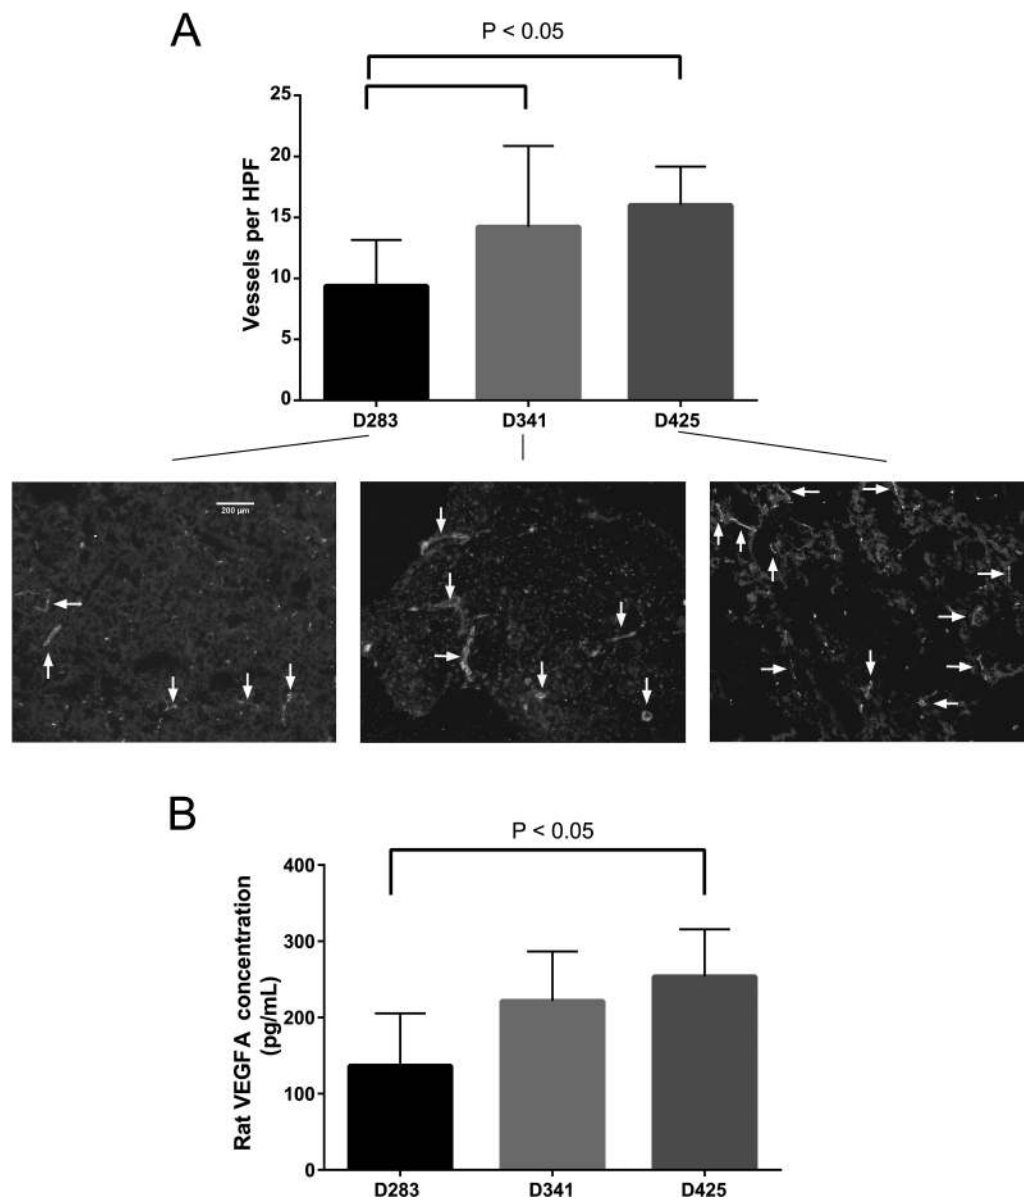 A
P < 0.05
Vessels per HPF
25
20
15
10
5
0
D283
D341
D425
200 µm
B
P < 0.05
Rat VEGF A concentration
(pg/mL)
400
300
200
100
0
D283
D341
D425